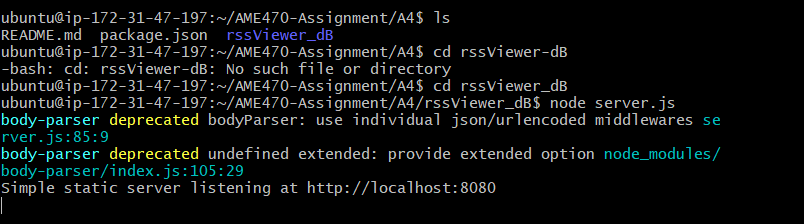 ubuntu@ip-172-31-47-197:~/AME470-Assignment/A4$ ls
README.md  package.json  rssViewer_dB
ubuntu@ip-172-31-47-197:~/AME470-Assignment/A4$ cd rssViewer-dB
-bash: cd: rssViewer-dB: No such file or directory
ubuntu@ip-172-31-47-197:~/AME470-Assignment/A4$ cd rssViewer_dB
ubuntu@ip-172-31-47-197:~/AME470-Assignment/A4/rssViewer_dB$ node server.js
body-parser deprecated bodyParser: use individual json/urlencoded middlewares se
rver.js:85:9
body-parser deprecated undefined extended: provide extended option node_modules/
body-parser/index.js:105:29
Simple static server listening at http://localhost:8080